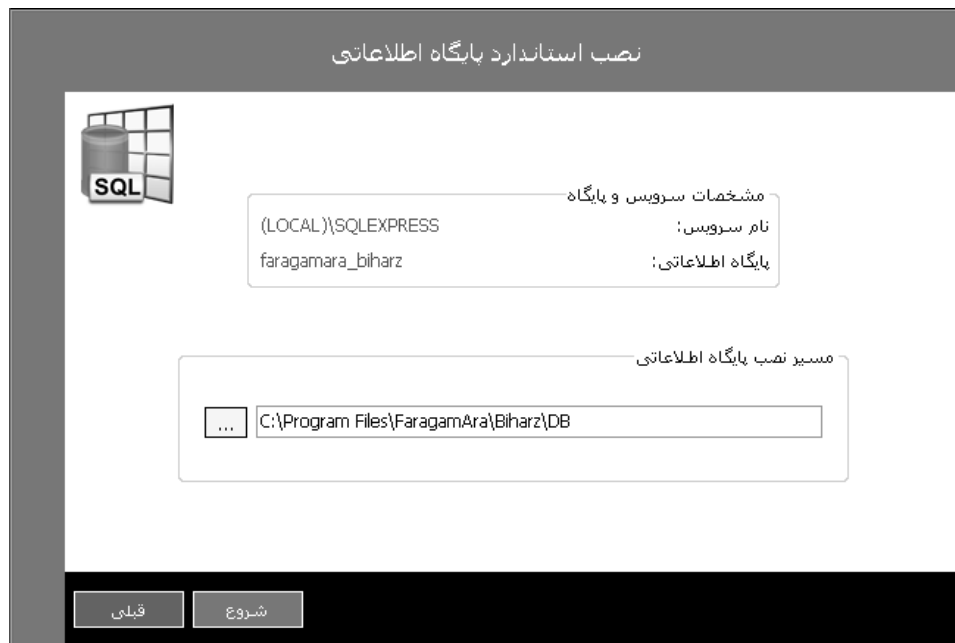 نصب استاندارد پایگاه اطلاعاتی
SQL
مشخصات سرویس و پایگاه
نام سرویس: (LOCAL)\SQLEXPRESS
پایگاه اطلاعاتی: faragamara_biharz
مسیر نصب پایگاه اطلاعاتی
C:\Program Files\FaragamAra\Biharz\DB ...
شروع
قبلی